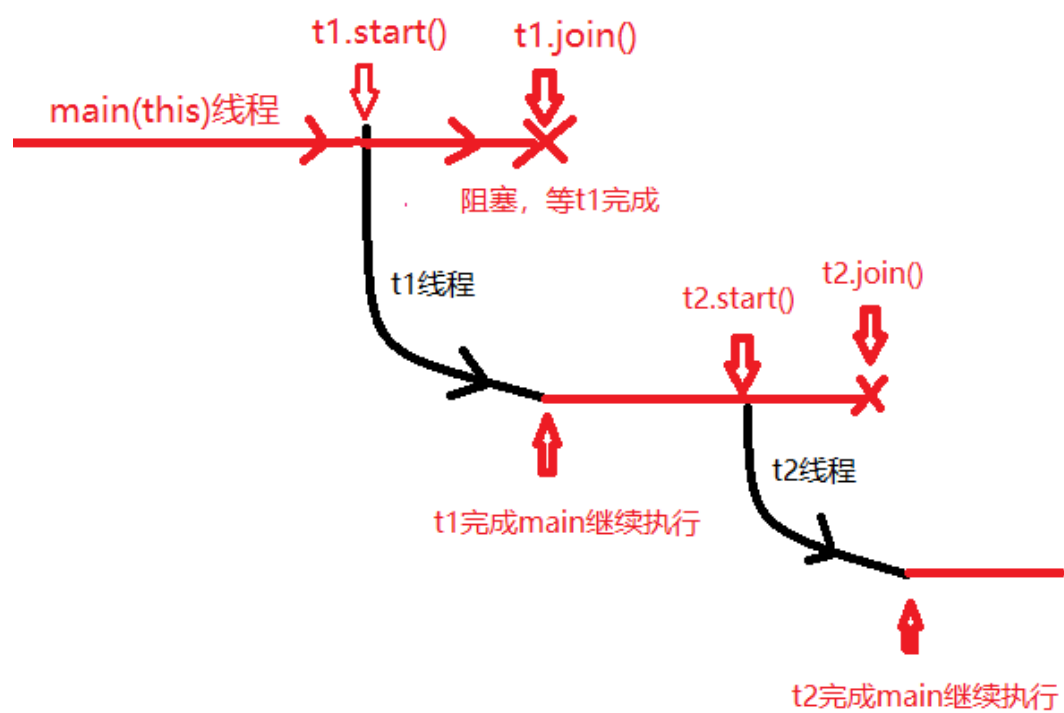 t1.start()
t1.join()
main(this)线程
阻塞，等t1完成
t1线程
t2.join()
t2.start()
t2线程
t1完成main继续执行
t2完成main继续执行